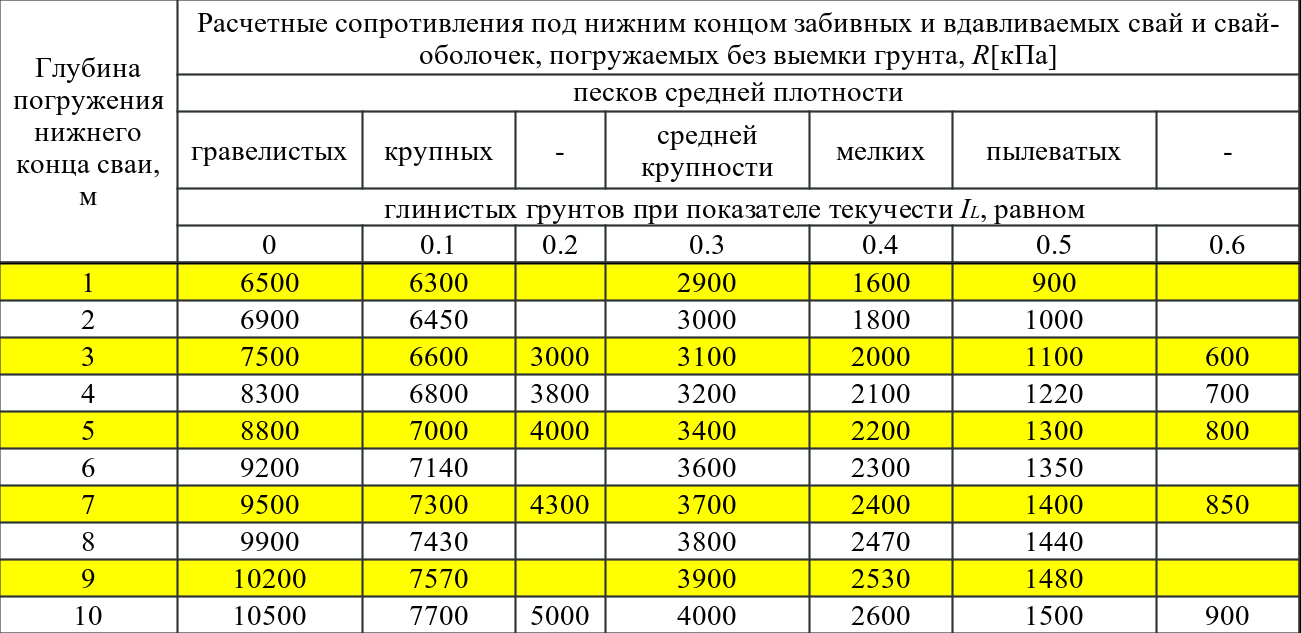 Расчетные сопротивления под нижним концом забивных и вдавливаемых свай и свай-
оболочек, погружаемых без выемки грунта, R[кПа]
Глубина
погружения
нижнего
конца сваи,
м
песков средней плотности
гравелистых крупных - средней
крупности мелких пылеватых -
глинистых грунтов при показателе текучести IL, равном
0 0.1 0.2 0.3 0.4 0.5 0.6
1 6500 6300 2900 1600 900
2 6900 6450 3000 1800 1000
3 7500 6600 3000 3100 2000 1100 600
4 8300 6800 3800 3200 2100 1220 700
5 8800 7000 4000 3400 2200 1300 800
6 9200 7140 3600 2300 1350
7 9500 7300 4300 3700 2400 1400 850
8 9900 7430 3800 2470 1440
9 10200 7570 3900 2530 1480
10 10500 7700 5000 4000 2600 1500 900